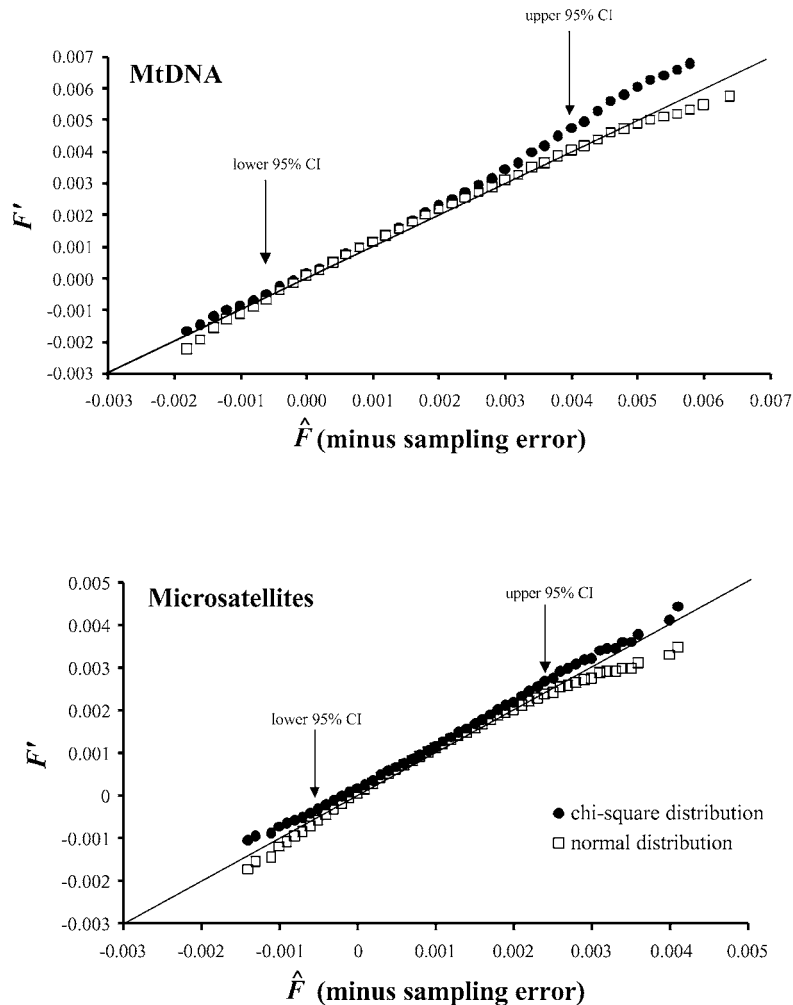 upper 95% CI
MtDNA
0.007
0.006
0.005
0.004
0.003
0.002
0.001
0.000
-0.001
-0.002
-0.003
lower 95% CI
F'
-0.003 -0.002 -0.001 0.000 0.001 0.002 0.003 0.004 0.005 0.006 0.007
F̂ (minus sampling error)
Microsatellites
upper 95% CI
0.005
0.004
0.003
0.002
0.001
0
-0.001
-0.002
-0.003
lower 95% CI
F'
chi-square distribution
normal distribution
-0.003 -0.002 -0.001 0 0.001 0.002 0.003 0.004 0.005
F̂ (minus sampling error)